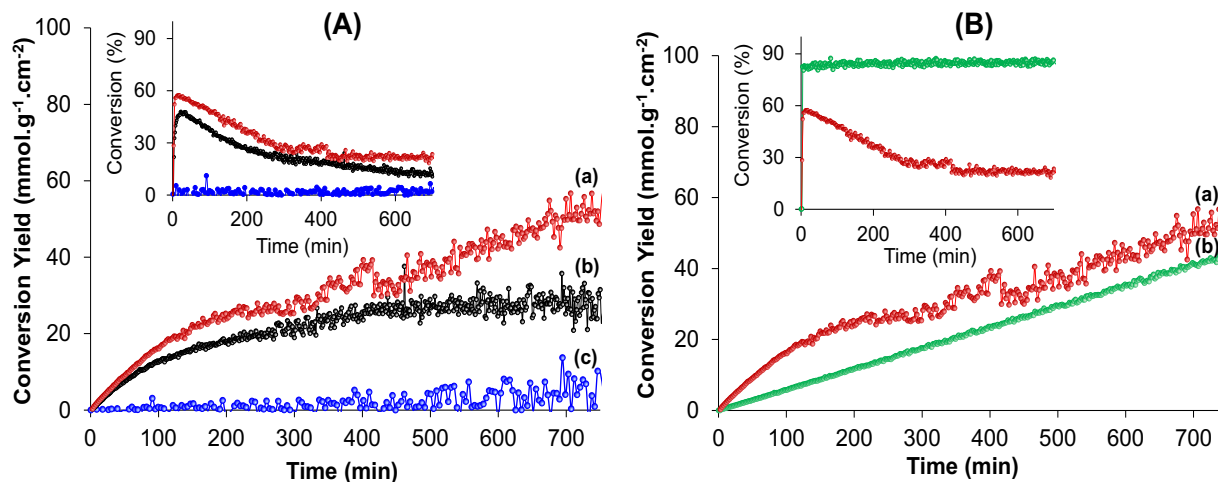 (A)
Conversion Yield (mmol.g⁻¹.cm⁻²)
100
80
60
40
20
0
0 100 200 300 400 500 600 700
Time (min)
Conversion (%)
90
60
30
0
0 200 400 600
Time (min)
(a)
(b)
(c)
(B)
Conversion Yield (mmol.g⁻¹.cm⁻²)
100
80
60
40
20
0
0 100 200 300 400 500 600 700
Time (min)
Conversion (%)
90
60
30
0
0 200 400 600
Time (min)
(a)
(b)